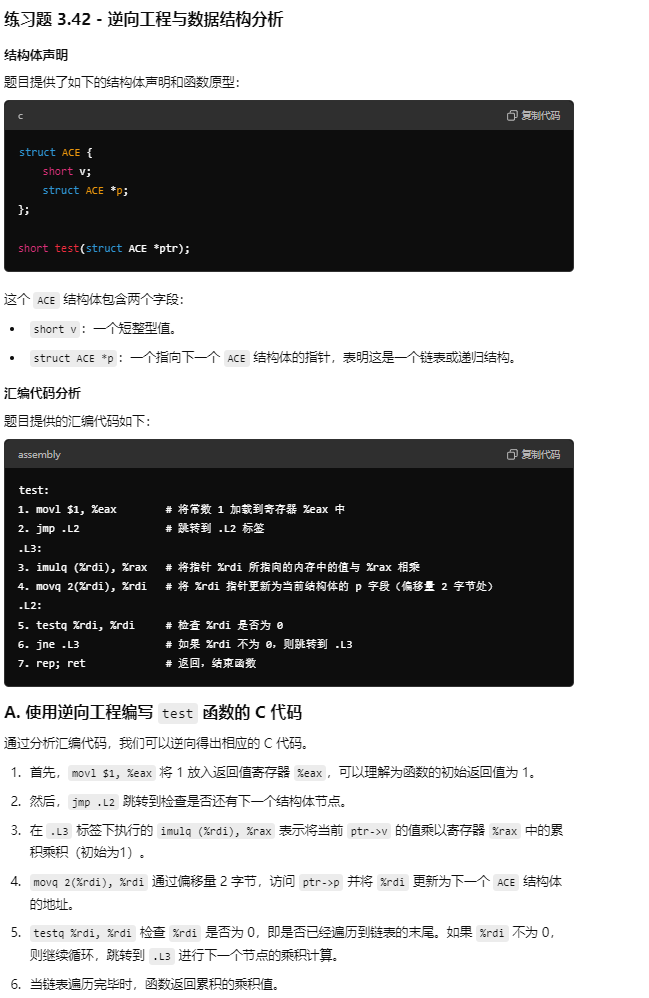 练习题 3.42 - 逆向工程与数据结构分析
结构体声明
题目提供了如下的结构体声明和函数原型：
c 复制代码
struct ACE {
    short v;
    struct ACE *p;
};
short test(struct ACE *ptr);
这个 ACE 结构体包含两个字段：
• short v：一个短整型值。
• struct ACE *p：一个指向下一个 ACE 结构体的指针，表明这是一个链表或递归结构。
汇编代码分析
题目提供的汇编代码如下：
assembly 复制代码
test:
1. movl $1, %eax # 将常数 1 加载到寄存器 %eax 中
2. jmp .L2 # 跳转到 .L2 标签
.L3:
3. imulq (%rdi), %rax # 将指针 %rdi 所指向的内存中的值与 %rax 相乘
4. movq 2(%rdi), %rdi # 将 %rdi 指针更新为当前结构体的 p 字段（偏移量 2 字节处）
.L2:
5. testq %rdi, %rdi # 检查 %rdi 是否为 0
6. jne .L3 # 如果 %rdi 不为 0，则跳转到 .L3
7. rep; ret # 返回，结束函数
A. 使用逆向工程编写 test 函数的 C 代码
通过分析汇编代码，我们可以逆向得出相应的 C 代码。
1. 首先，movl $1, %eax 将 1 放入返回值寄存器 %eax，可以理解为函数的初始返回值为 1。
2. 然后，jmp .L2 跳转到检查是否还有下一个结构体节点。
3. 在 .L3 标签下执行的 imulq (%rdi), %rax 表示将当前 ptr->v 的值乘以寄存器 %rax 中的累
积乘积（初始为1）。
4. movq 2(%rdi), %rdi 通过偏移量 2 字节，访问 ptr->p 并将 %rdi 更新为下一个 ACE 结构体
的地址。
5. testq %rdi, %rdi 检查 %rdi 是否为 0，即是否已经遍历到链表的末尾。如果 %rdi 不为 0，
则继续循环，跳转到 .L3 进行下一个节点的乘积计算。
6. 当链表遍历完毕时，函数返回累积的乘积值。